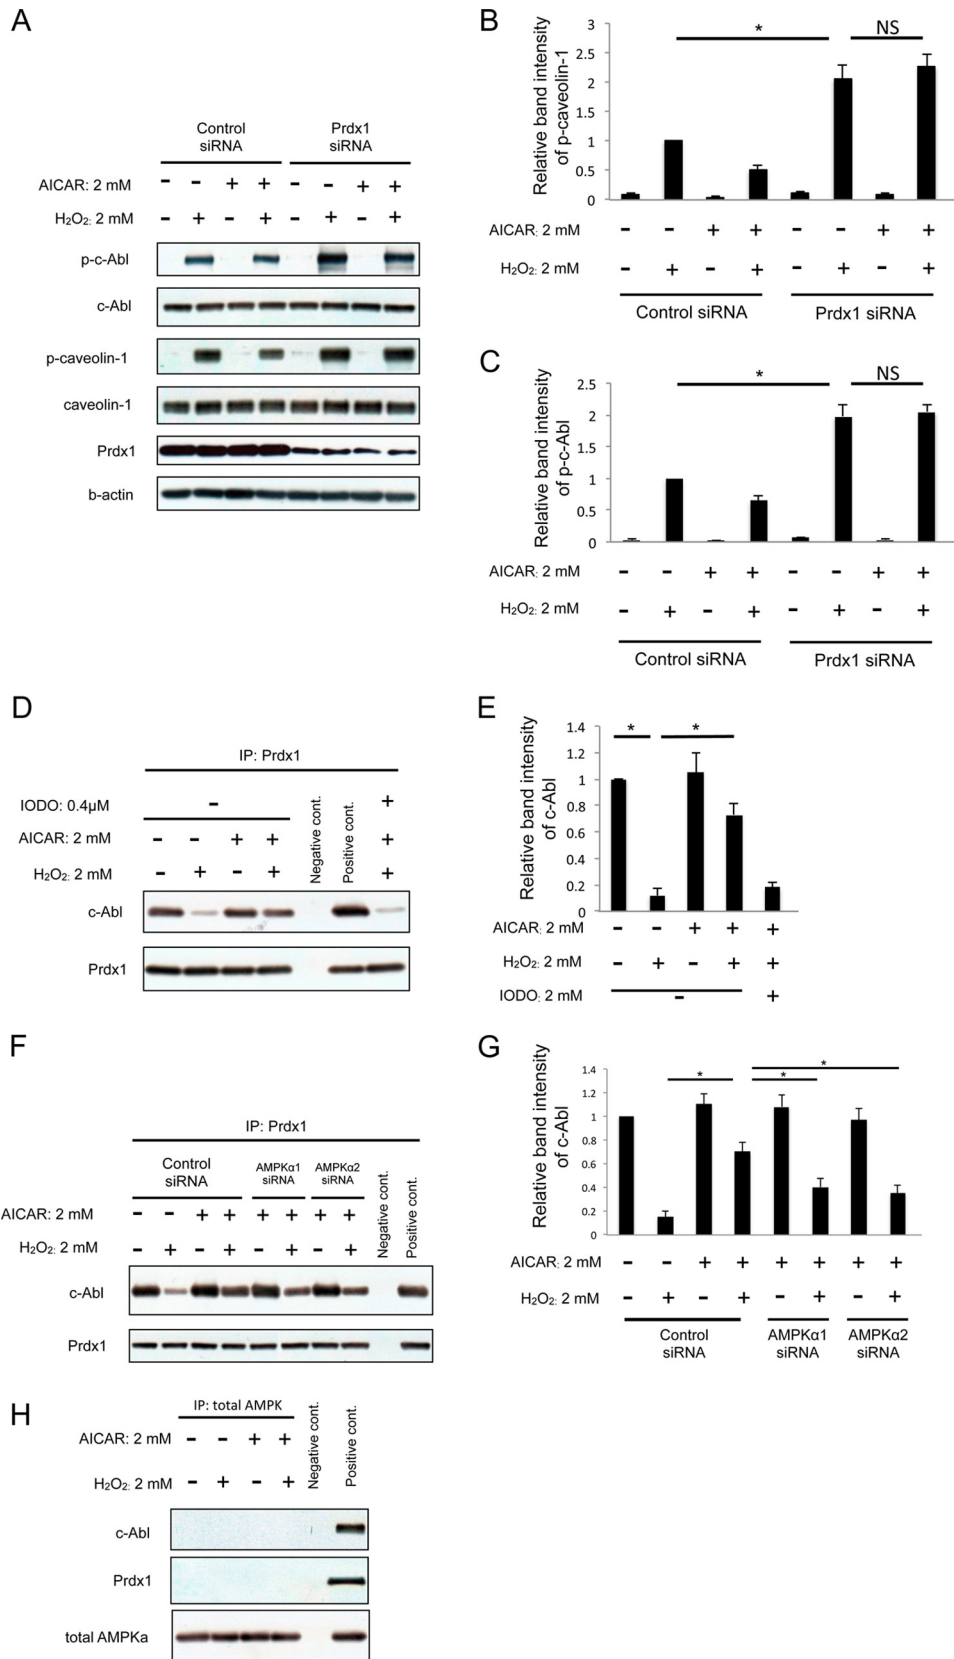 A
Control
siRNA
Prdx1
siRNA
AICAR: 2 mM - - + + - - + +
H₂O₂: 2 mM - + - + - + - +
p-c-Abl
c-Abl
p-caveolin-1
caveolin-1
Prdx1
b-actin
B
Relative band intensity
of p-caveolin-1
3
2.5
2
1.5
1
0.5
0
*
NS
AICAR: 2 mM - - + + - - + +
H₂O₂: 2 mM - + - + - + - +
Control siRNA Prdx1 siRNA
C
Relative band intensity
of p-c-Abl
2.5
2
1.5
1
0.5
0
*
NS
AICAR: 2 mM - - + + - - + +
H₂O₂: 2 mM - + - + - + - +
Control siRNA Prdx1 siRNA
D
IP: Prdx1
IODO: 0.4µM - +
AICAR: 2 mM - - + + +
H₂O₂: 2 mM - + - + +
Negative cont.
Positive cont.
c-Abl
Prdx1
E
Relative band intensity
of c-Abl
1.4
1.2
1
0.8
0.6
0.4
0.2
0
* *
AICAR: 2 mM - - + + +
H₂O₂: 2 mM - + - + +
IODO: 2 mM - +
F
IP: Prdx1
Control
siRNA
AMPKα1
siRNA
AMPKα2
siRNA
Negative cont.
Positive cont.
AICAR: 2 mM - - + + + + + +
H₂O₂: 2 mM - + - + - + - +
c-Abl
Prdx1
G
Relative band intensity
of c-Abl
1.4
1.2
1
0.8
0.6
0.4
0.2
0
* * *
AICAR: 2 mM - - + + + + + +
H₂O₂: 2 mM - + - + - + - +
Control
siRNA
AMPKα1
siRNA
AMPKα2
siRNA
H
IP: total AMPK
Negative cont.
Positive cont.
AICAR: 2 mM - - + +
H₂O₂: 2 mM - + - +
c-Abl
Prdx1
total AMPKa